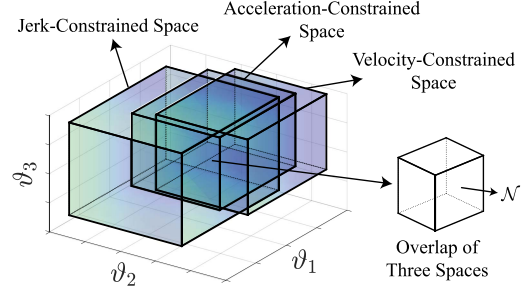 Acceleration-Constrained
Space
Jerk-Constrained Space
Velocity-Constrained
Space
ϑ₃
ϑ₂
ϑ₁
𝒩
Overlap of
Three Spaces